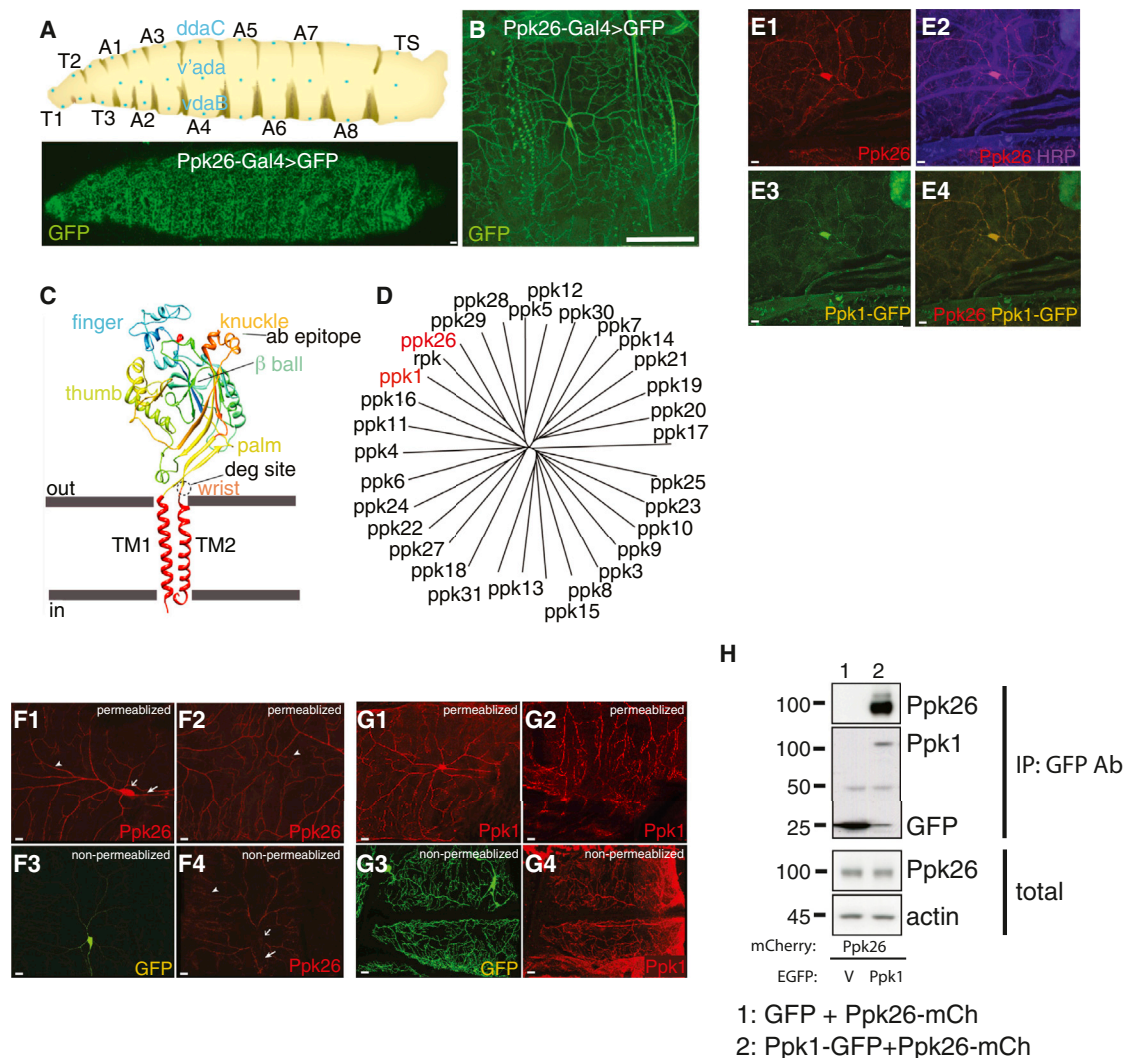 A
T2
A1
A3
ddaC
A5
A7
TS
v'ada
vdaB
T1
T3
A2
A4
A6
A8
Ppk26-Gal4>GFP
GFP
B
Ppk26-Gal4>GFP
GFP
E1
Ppk26
E2
Ppk26 HRP
E3
Ppk1-GFP
E4
Ppk26 Ppk1-GFP
C
finger
knuckle
ab epitope
β ball
thumb
palm
deg site
wrist
out
TM1
TM2
in
D
ppk12
ppk28
ppk5
ppk30
ppk29
ppk7
ppk26
ppk14
rpk
ppk21
ppk1
ppk19
ppk16
ppk20
ppk11
ppk17
ppk4
ppk6
ppk25
ppk24
ppk23
ppk22
ppk10
ppk27
ppk9
ppk18
ppk3
ppk31
ppk13
ppk8
ppk15
F1
permeablized
Ppk26
F2
permeablized
Ppk26
F3
non-permeablized
GFP
F4
non-permeablized
Ppk26
G1
permeablized
Ppk1
G2
permeablized
Ppk1
G3
non-permeablized
GFP
G4
non-permeablized
Ppk1
H
1 2
100
Ppk26
100
Ppk1
50
25
GFP
IP: GFP Ab
100
Ppk26
45
actin
total
mCherry: Ppk26
EGFP: V Ppk1
1: GFP + Ppk26-mCh
2: Ppk1-GFP+Ppk26-mCh